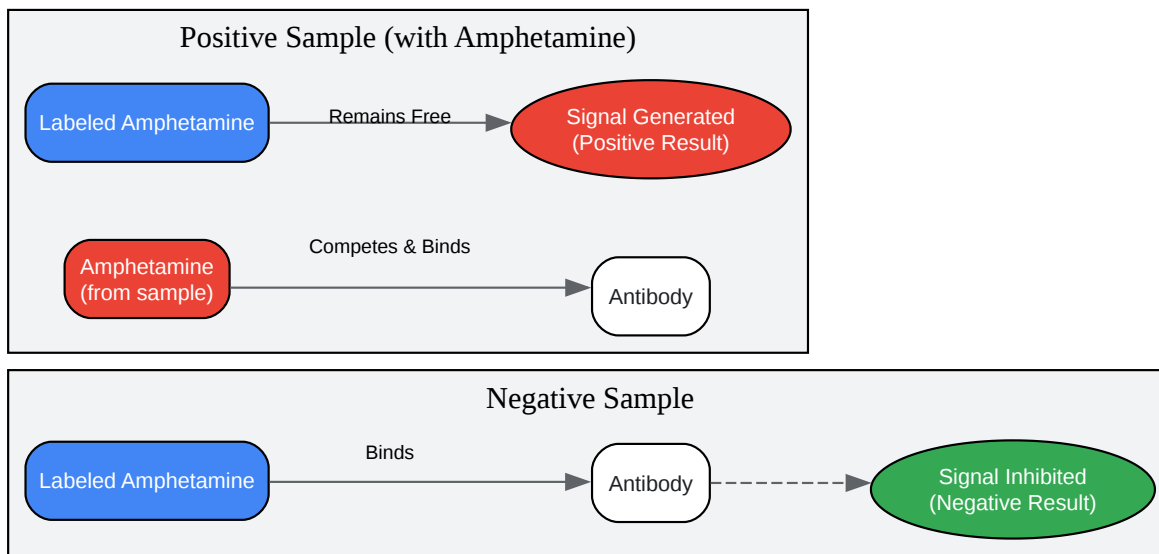 Positive Sample (with Amphetamine)
Labeled Amphetamine
Remains Free
Signal Generated
(Positive Result)
Competes & Binds
Amphetamine
(from sample)
Antibody
Negative Sample
Labeled Amphetamine
Binds
Antibody
Signal Inhibited
(Negative Result)